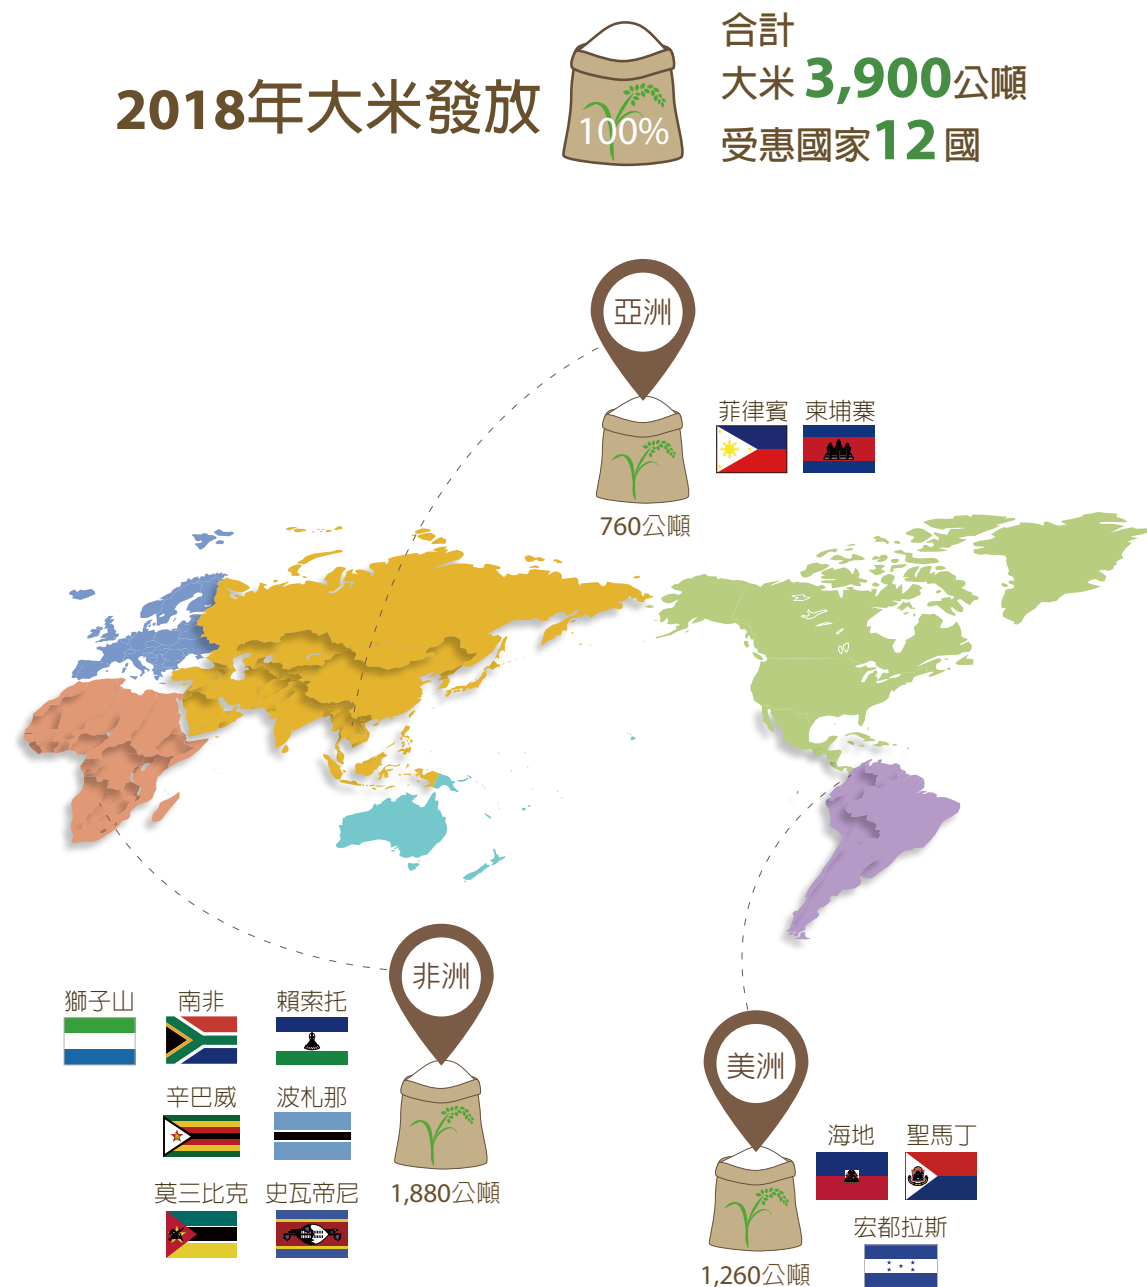 2018年大米發放
100%
合計
大米 3,900公噸
受惠國家12國
亞洲
菲律賓 柬埔寨
760公噸
非洲
獅子山 南非 賴索托
辛巴威 波札那
莫三比克 史瓦帝尼
1,880公噸
美洲
海地 聖馬丁
宏都拉斯
1,260公噸